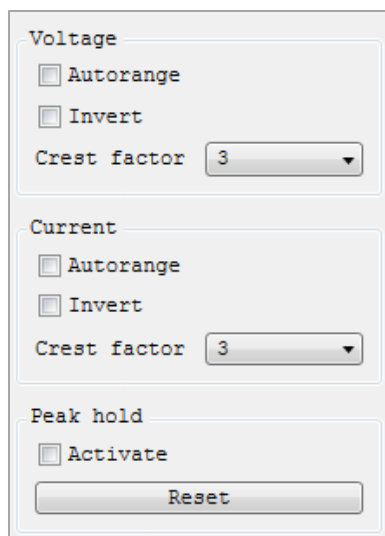 Voltage
Autorange
Invert
Crest factor 3
Current
Autorange
Invert
Crest factor 3
Peak hold
Activate
Reset